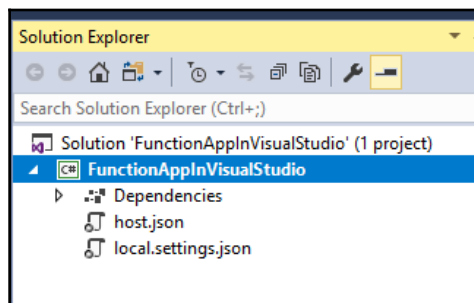 Solution Explorer
Search Solution Explorer (Ctrl+;)
Solution 'FunctionAppInVisualStudio' (1 project)
C# FunctionAppInVisualStudio
Dependencies
host.json
local.settings.json